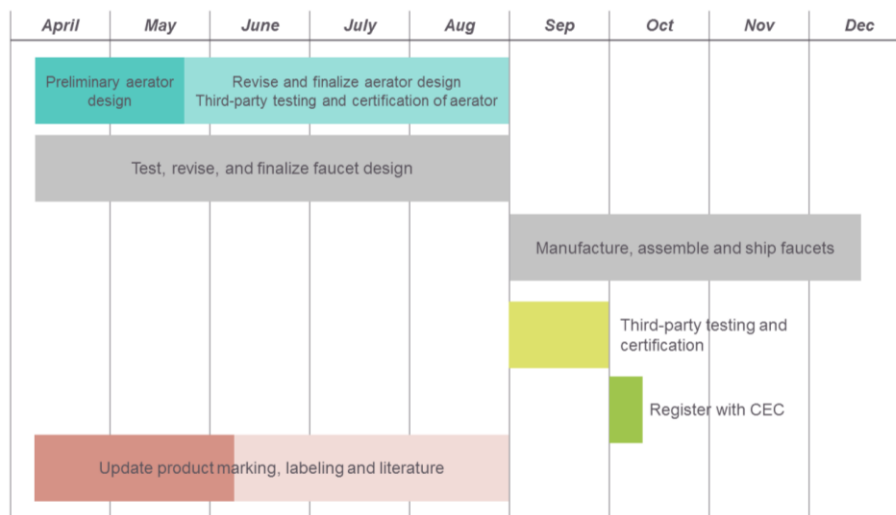 April May June July Aug Sep Oct Nov Dec
Preliminary aerator
design
Revise and finalize aerator design
Third-party testing and certification of aerator
Test, revise, and finalize faucet design
Manufacture, assemble and ship faucets
Third-party testing and
certification
Register with CEC
Update product marking, labeling and literature